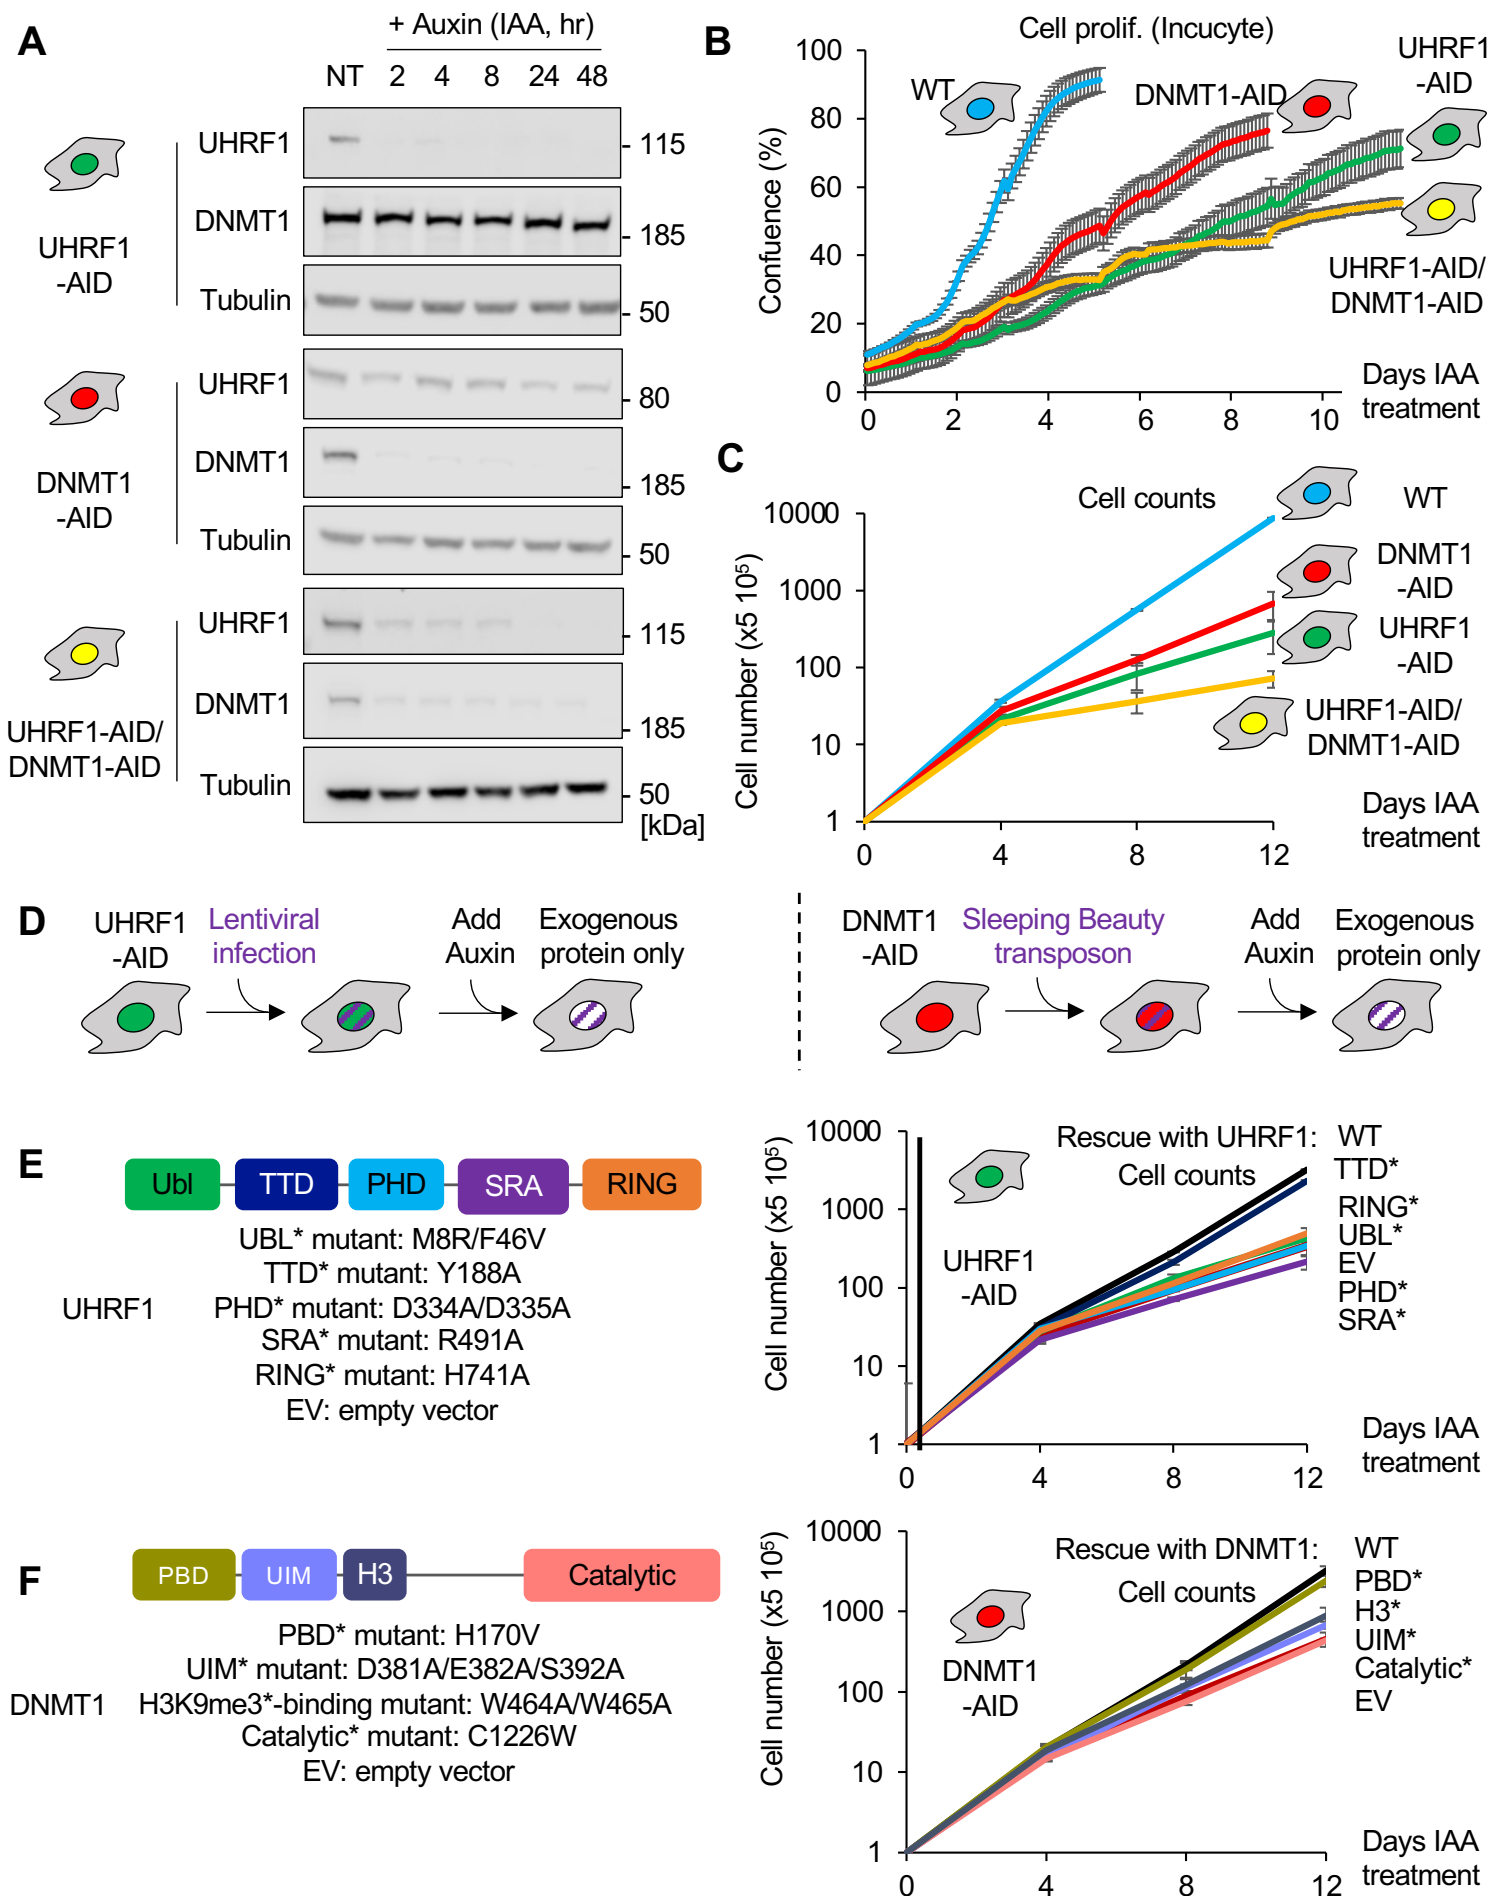 A
+ Auxin (IAA, hr)
NT 2 4 8 24 48
UHRF1
-AID
UHRF1
115
DNMT1
185
Tubulin
50
DNMT1
-AID
UHRF1
80
DNMT1
185
Tubulin
50
UHRF1-AID/
DNMT1-AID
UHRF1
115
DNMT1
185
Tubulin
50
[kDa]
B
Cell prolif. (Incucyte)
Confluence (%)
100
80
60
40
20
0
0 2 4 6 8 10
WT
DNMT1-AID
UHRF1
-AID
UHRF1-AID/
DNMT1-AID
Days IAA
treatment
C
Cell counts
Cell number (x5 10⁵)
10000
1000
100
10
1
0 4 8 12
WT
DNMT1
-AID
UHRF1
-AID
UHRF1-AID/
DNMT1-AID
Days IAA
treatment
D
UHRF1
-AID
Lentiviral
infection
Add
Auxin
Exogenous
protein only
DNMT1
-AID
Sleeping Beauty
transposon
Add
Auxin
Exogenous
protein only
E
Ubl TTD PHD SRA RING
UHRF1
UBL* mutant: M8R/F46V
TTD* mutant: Y188A
PHD* mutant: D334A/D335A
SRA* mutant: R491A
RING* mutant: H741A
EV: empty vector
Cell number (x5 10⁵)
10000
1000
100
10
1
0 4 8 12
Rescue with UHRF1:
Cell counts
UHRF1
-AID
WT
TTD*
RING*
UBL*
EV
PHD*
SRA*
Days IAA
treatment
F
PBD UIM H3 Catalytic
DNMT1
PBD* mutant: H170V
UIM* mutant: D381A/E382A/S392A
H3K9me3*-binding mutant: W464A/W465A
Catalytic* mutant: C1226W
EV: empty vector
Cell number (x5 10⁵)
10000
1000
100
10
1
0 4 8 12
Rescue with DNMT1:
Cell counts
DNMT1
-AID
WT
PBD*
H3*
UIM*
Catalytic*
EV
Days IAA
treatment